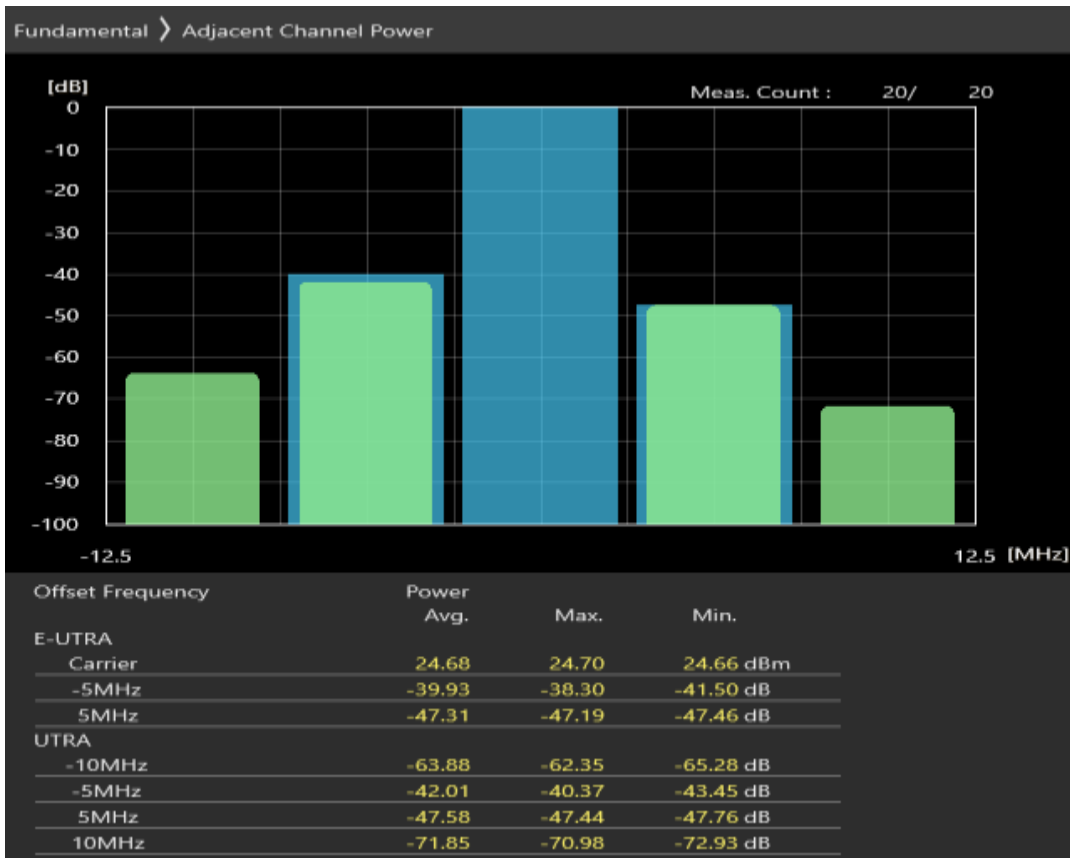 Fundamental ❯ Adjacent Channel Power
[dB]
Meas. Count : 20/ 20
0
-10
-20
-30
-40
-50
-60
-70
-80
-90
-100
-12.5 12.5 [MHz]
Offset Frequency Power
Avg. Max. Min.
E-UTRA
Carrier 24.68 24.70 24.66 dBm
-5MHz -39.93 -38.30 -41.50 dB
5MHz -47.31 -47.19 -47.46 dB
UTRA
-10MHz -63.88 -62.35 -65.28 dB
-5MHz -42.01 -40.37 -43.45 dB
5MHz -47.58 -47.44 -47.76 dB
10MHz -71.85 -70.98 -72.93 dB